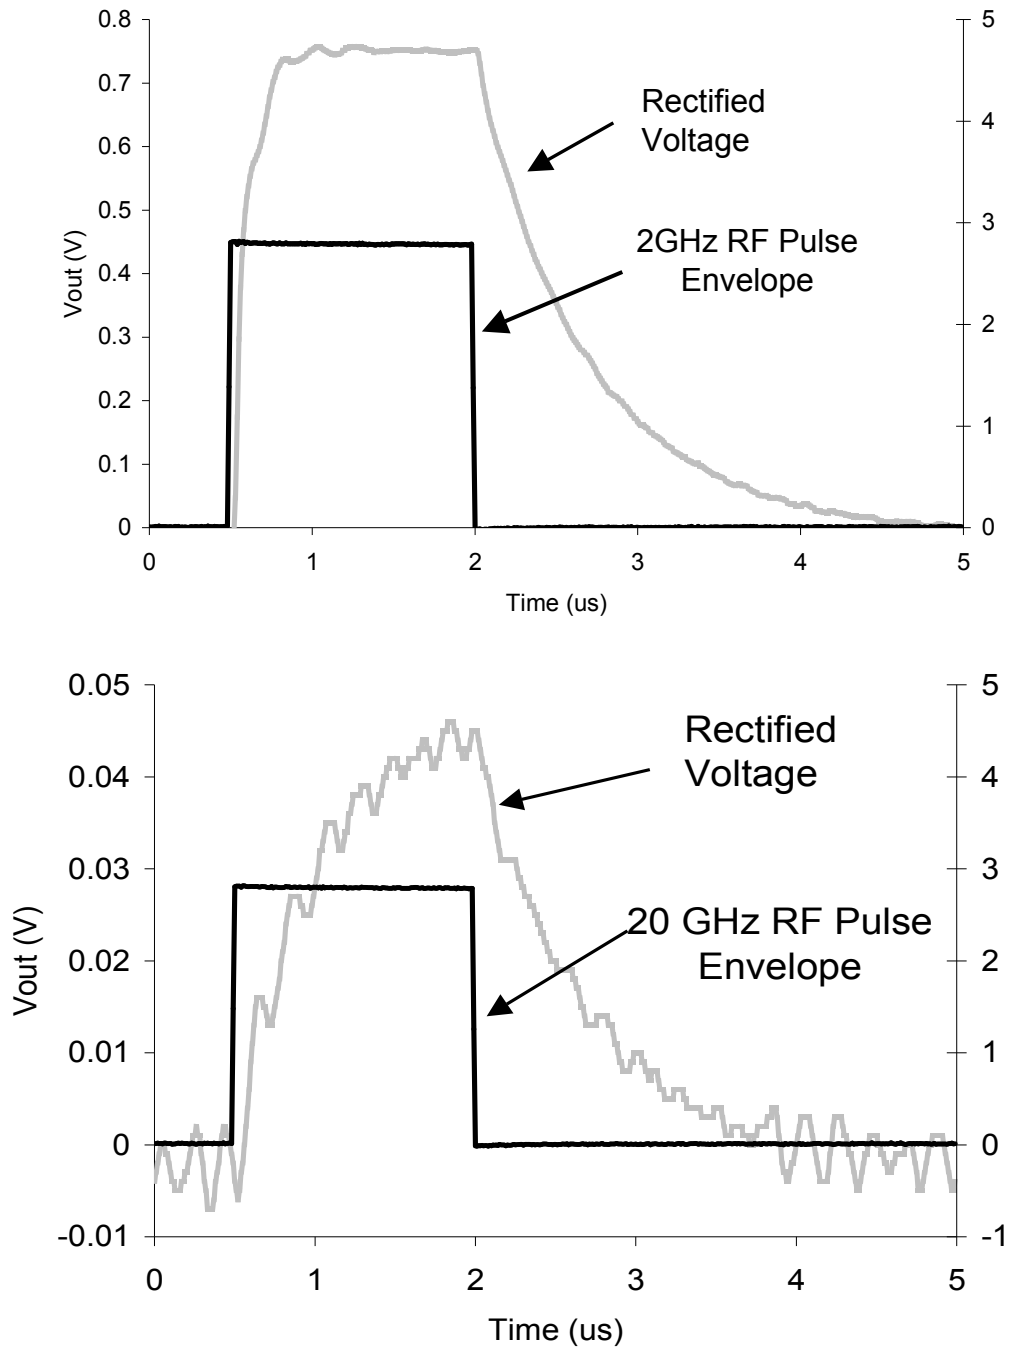 0.8
0.7
0.6
0.5
0.4
0.3
0.2
0.1
0
Vout (V)
5
4
3
2
1
0
Rectified
Voltage
2GHz RF Pulse
Envelope
0 1 2 3 4 5
Time (us)
0.05
0.04
0.03
0.02
0.01
0
-0.01
Vout (V)
5
4
3
2
1
0
-1
Rectified
Voltage
20 GHz RF Pulse
Envelope
0 1 2 3 4 5
Time (us)